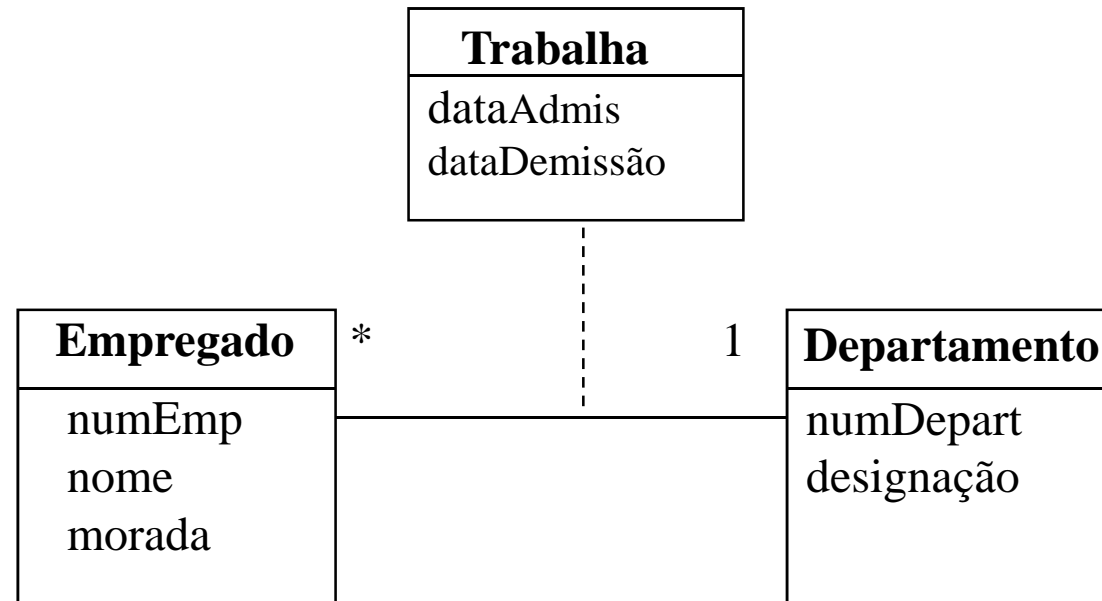 Trabalha
dataAdmis
dataDemissão
Empregado
*
1
Departamento
numEmp
nome
morada
numDepart
designação